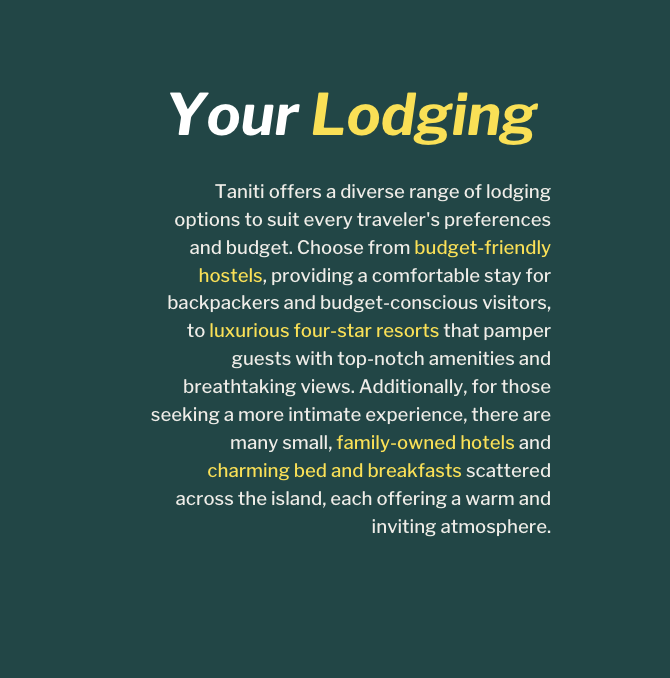 Your Lodging
Taniti offers a diverse range of lodging
options to suit every traveler's preferences
and budget. Choose from budget-friendly
hostels, providing a comfortable stay for
backpackers and budget-conscious visitors,
to luxurious four-star resorts that pamper
guests with top-notch amenities and
breathtaking views. Additionally, for those
seeking a more intimate experience, there are
many small, family-owned hotels and
charming bed and breakfasts scattered
across the island, each offering a warm and
inviting atmosphere.